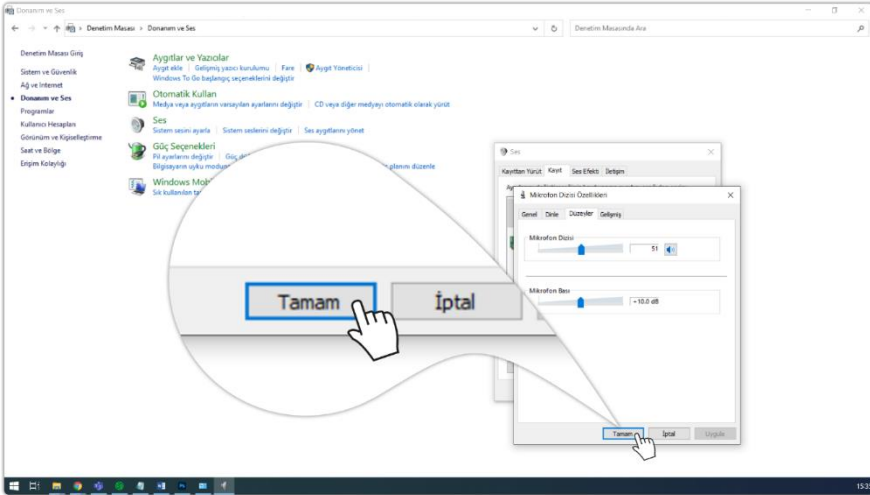 Donanım ve Ses
Denetim Masası › Donanım ve Ses
Denetim Masasında Ara
Denetim Masası Giriş
Sistem ve Güvenlik
Ağ ve İnternet
Donanım ve Ses
Programlar
Kullanıcı Hesapları
Görünüm ve Kişiselleştirme
Saat ve Bölge
Erişim Kolaylığı
Aygıtlar ve Yazıcılar
Aygıt ekle | Gelişmiş yazıcı kurulumu | Fare | Aygıt Yöneticisi
Windows To Go başlangıç seçeneklerini değiştir
Otomatik Kullan
Medya veya aygıtların varsayılan ayarlarını değiştir | CD veya diğer medyayı otomatik olarak yürüt
Ses
Sistem sesini ayarla | Sistem seslerini değiştir | Ses aygıtlarını yönet
Güç Seçenekleri
Pil ayarlarını değiştir
planını düzenle
Bilgisayarın uyku
Windows
Sık kullanılan
Ses
Kayıttan Yürüt Kayıt Ses Efekti İletişim
Mikrofon Dizisi Özellikleri
Genel Dinle Düzeyler Gelişmiş
Mikrofon Dizisi
51
Mikrofon
+10.0 dB
Tamam İptal
Tamam İptal Uygula